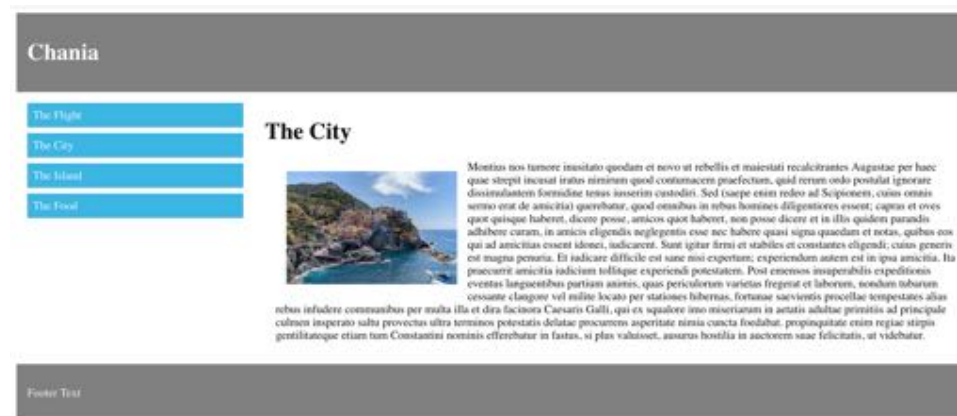 Chania
The Flight
The City
The Island
The Food
The City
Montius nos tumore inusitato quodam et novo ut rebellis et maiestati recalcitrantes Augustae per haec
quae strepit incusat iratus nimirum quod contumacem praefectum, quid rerum ordo postulat ignorare
dissimulantem formidine tenus iusserim custodiri. Sed (saepe enim redeo ad Scipionem, cuius omnis
sermo erat de amicitia) querebatur, quod omnibus in rebus homines diligentiores essent; capras et oves
quot quisque haberet, dicere posse, amicos quot haberet, non posse dicere et in illis quidem parandis
adhibere curam, in amicis eligendis neglegentis esse nec habere quasi signa quaedam et notas, quibus eos
qui ad amicitias essent idonei, iudicarent. Sunt igitur firmi et stabiles et constantes eligendi; cuius generis
est magna penuria. Et iudicare difficile est sane nisi expertum; experiendum autem est in ipsa amicitia. Ita
praecurrit amicitia iudicium tollitque experiendi potestatem. Post emensos insuperabilis expeditionis
eventus languentibus partium animis, quas periculorum varietas fregerat et laborum, nondum tubarum
cessante clangore vel milite locato per stationes hibernas, fortunae saevientis procellae tempestates alias
rebus infudere communibus per multa illa et dira facinora Caesaris Galli, qui ex squalore imo miseriarum in aetatis adultae primitiis ad principale
culmen insperato saltu provectus ultra terminos potestatis delatae procurrens asperitate nimia cuncta foedabat. propinquitate enim regiae stirpis
gentilitateque etiam tum Constantini nominis efferebatur in fastus, si plus valuisset, ausurus hostilia in auctorem suae felicitatis, ut videbatur.
Footer Text